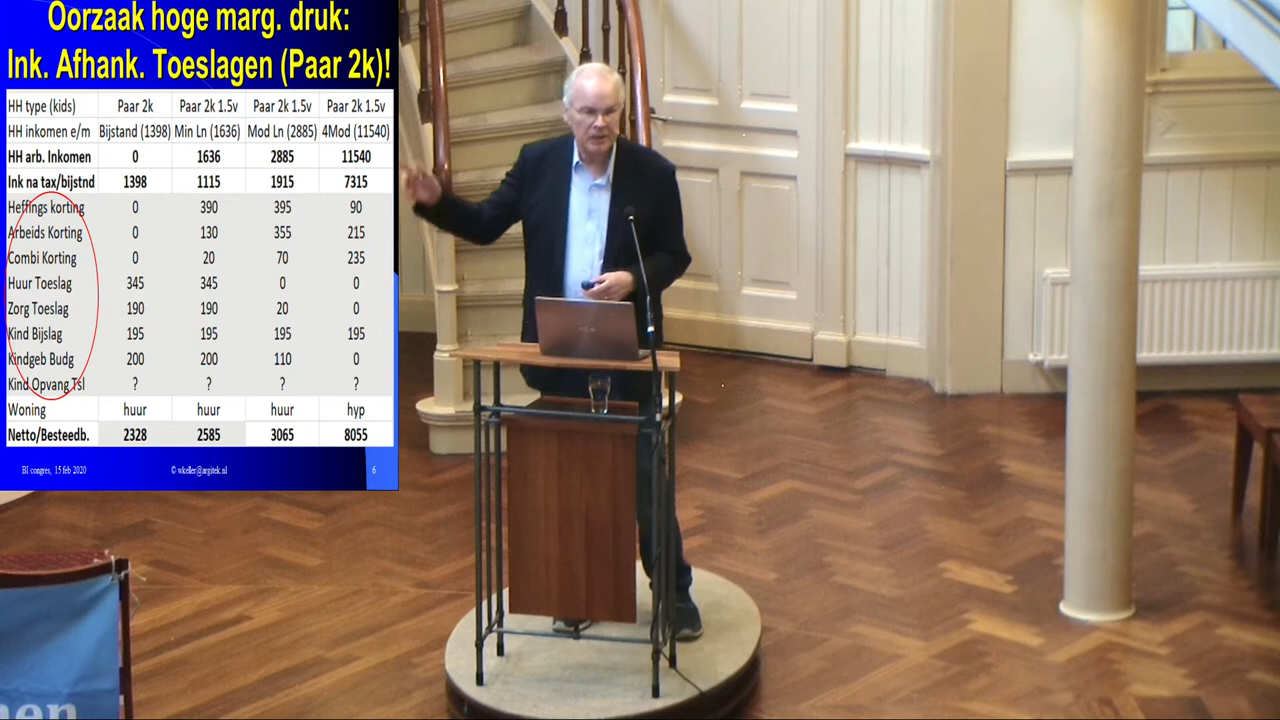 Oorzaak hoge marg. druk:
Ink. Afhank. Toeslagen (Paar 2k)!
HH type (kids) Paar 2k Paar 2k 1.5v Paar 2k 1.5v Paar 2k 1.5v
HH inkomen e/m Bijstand (1398) Min Ln (1636) Mod Ln (2885) 4Mod (11540)
HH arb. Inkomen 0 1636 2885 11540
Ink na tax/bijstnd 1398 1115 1915 7315
Heffings korting 0 390 395 90
Arbeids Korting 0 130 355 215
Combi Korting 0 20 70 235
Huur Toeslag 345 345 0 0
Zorg Toeslag 190 190 20 0
Kind Bijslag 195 195 195 195
Kindgeb Budg 200 200 110 0
Kind Opvang Tsl ? ? ? ?
Woning huur huur huur hyp
Netto/Besteedb. 2328 2585 3065 8055
BI congres, 15 feb 2020 © wkeller@argitek.nl 6